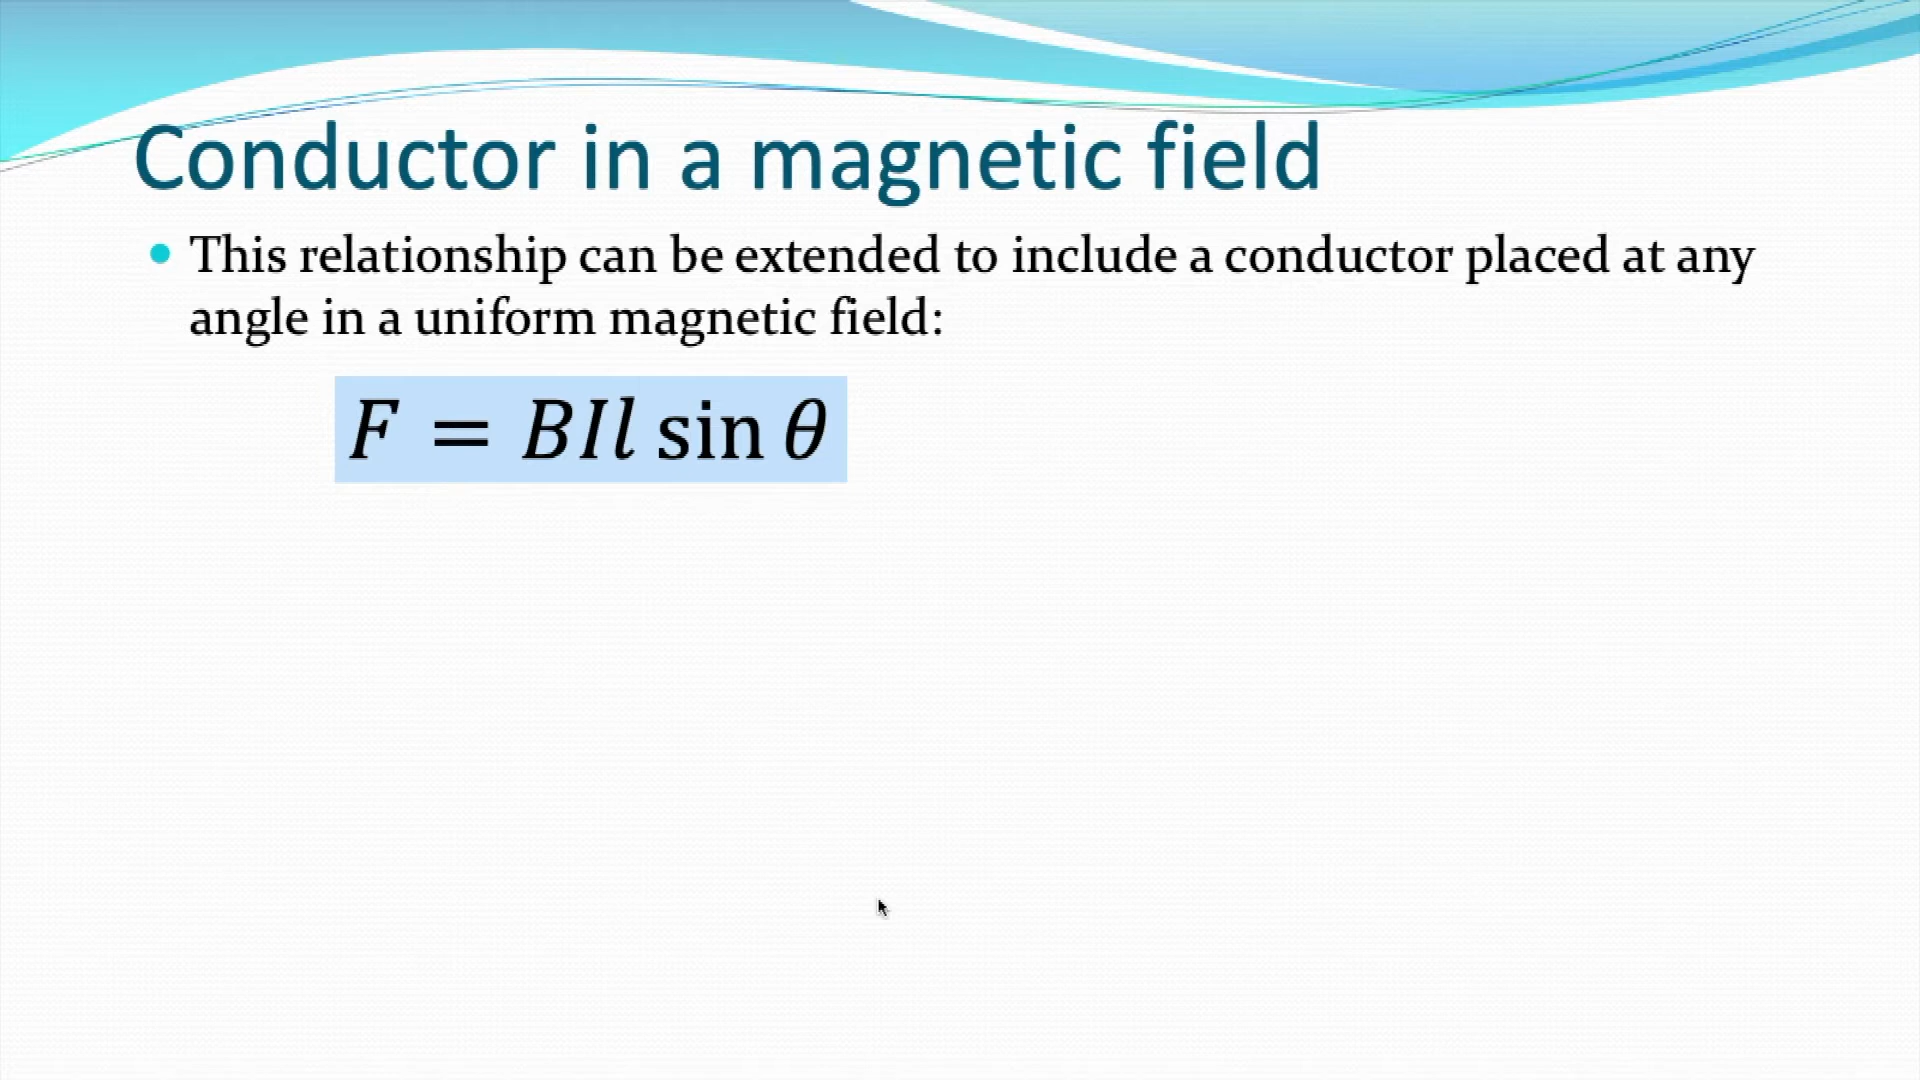 Conductor in a magnetic field
• This relationship can be extended to include a conductor placed at any
angle in a uniform magnetic field:
F = BIl sin θ